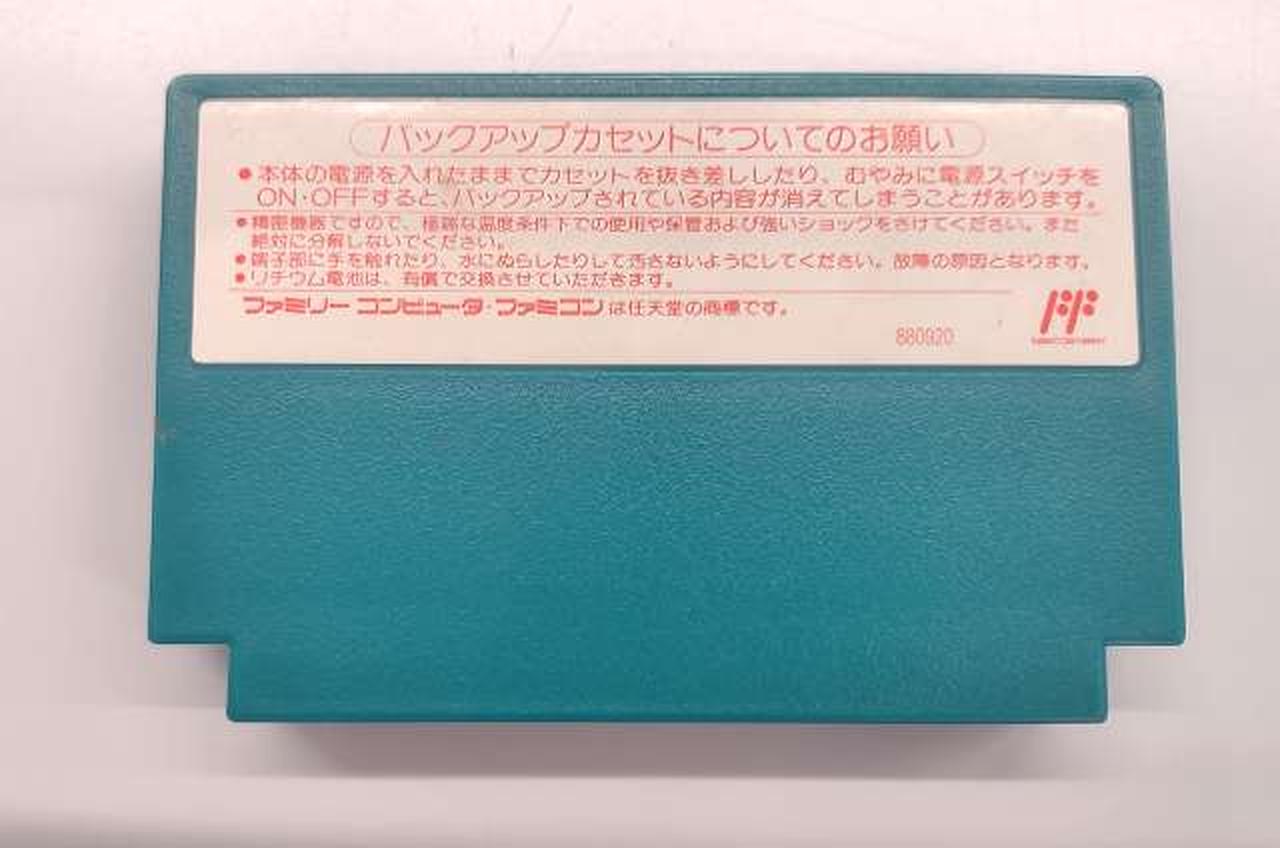 バックアップカセットについてのお願い
●本体の電源を入れたままでカセットを抜き差ししたり、むやみに電源スイッチを
ON・OFFすると、バックアップされている内容が消えてしまうことがあります。
●精密機器ですので、極端な温度条件下での使用や保管および強いショックをさけてください。また
絶対に分解しないでください。
●端子部に手を触れたり、水にぬらしたりして汚さないようにしてください。故障の原因となります。
●リチウム電池は、有償で交換させていただきます。
ファミリー コンピュータ・ファミコンは任天堂の商標です。
880920